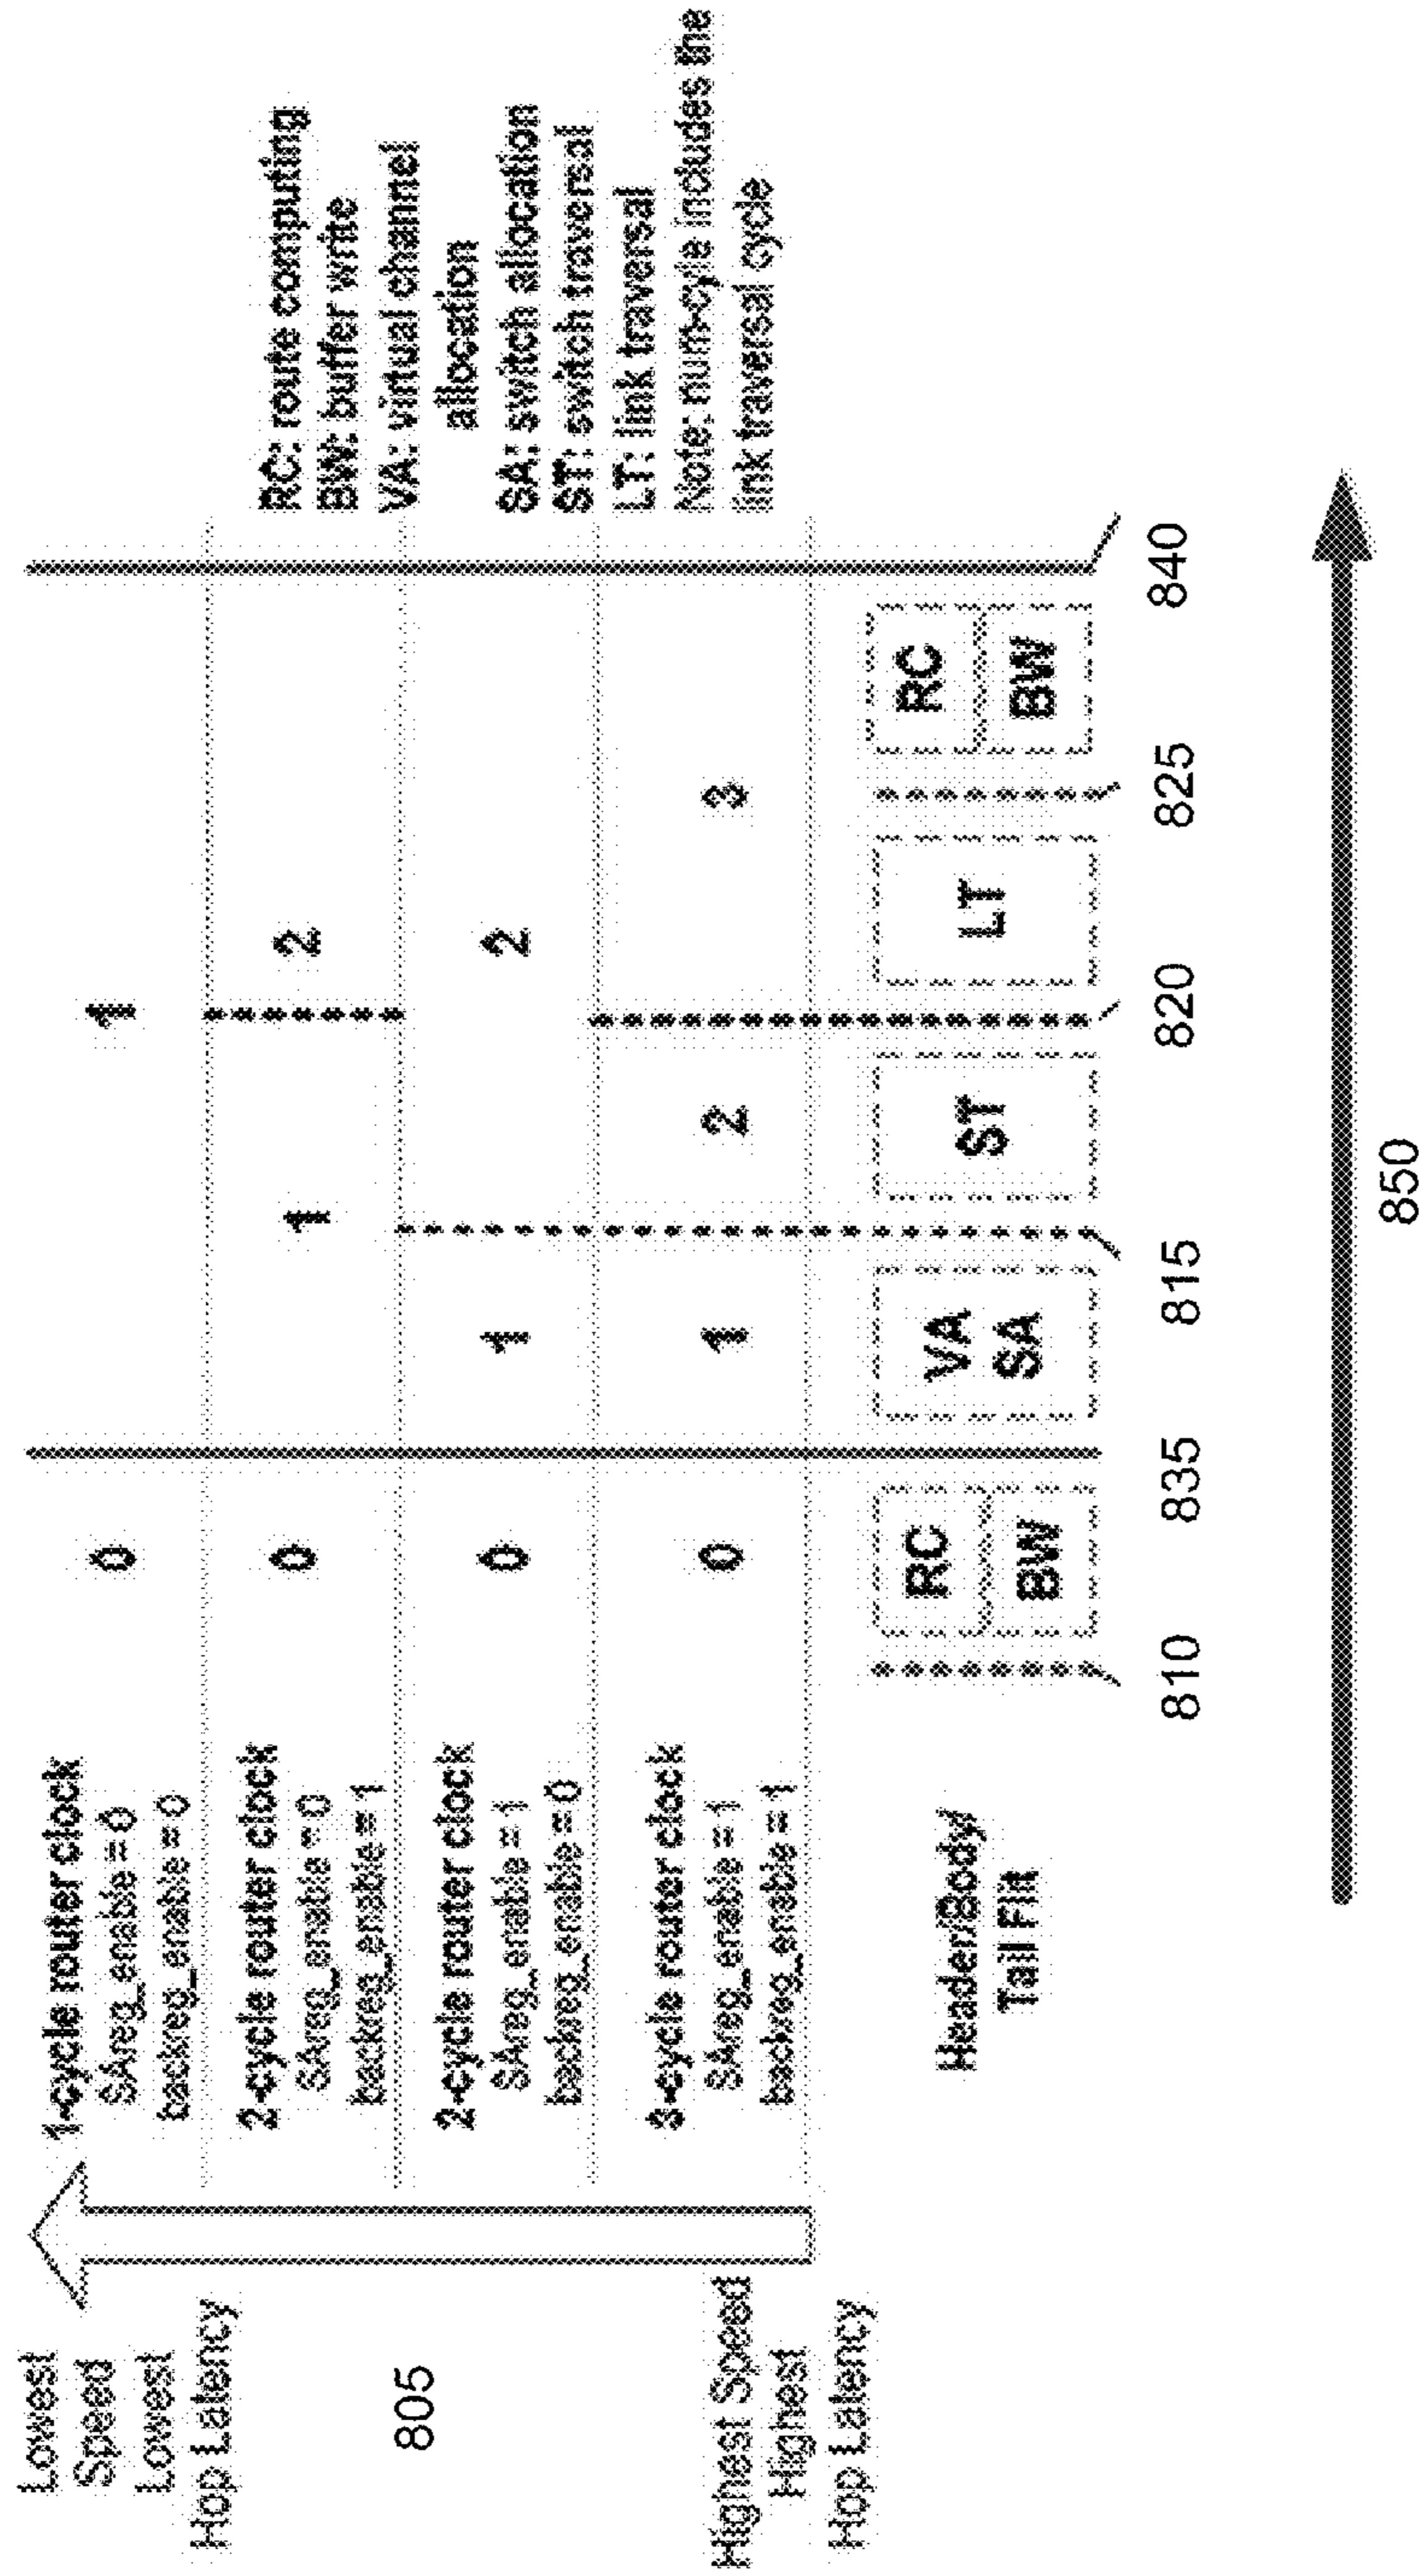 Lowest
Speed
Lowest
Hop Latency
805
Highest Speed
Highest
Hop Latency
1-cycle router clock
SAreg_enable = 0
backreg_enable = 0
2-cycle router clock
SAreg_enable = 0
backreg_enable = 1
2-cycle router clock
SAreg_enable = 1
backreg_enable = 0
3-cycle router clock
SAreg_enable = 1
backreg_enable = 1
Header/Body/
Tail Flit
0 1
0 1 2
0 1 2
0 1 2 3
RC
BW
VA
SA
ST
LT
RC
BW
810 835 815 820 825 840
850
RC: route computing
BW: buffer write
VA: virtual channel
allocation
SA: switch allocation
ST: switch traversal
LT: link traversal
Note: num-cyle includes the
link traversal cycle